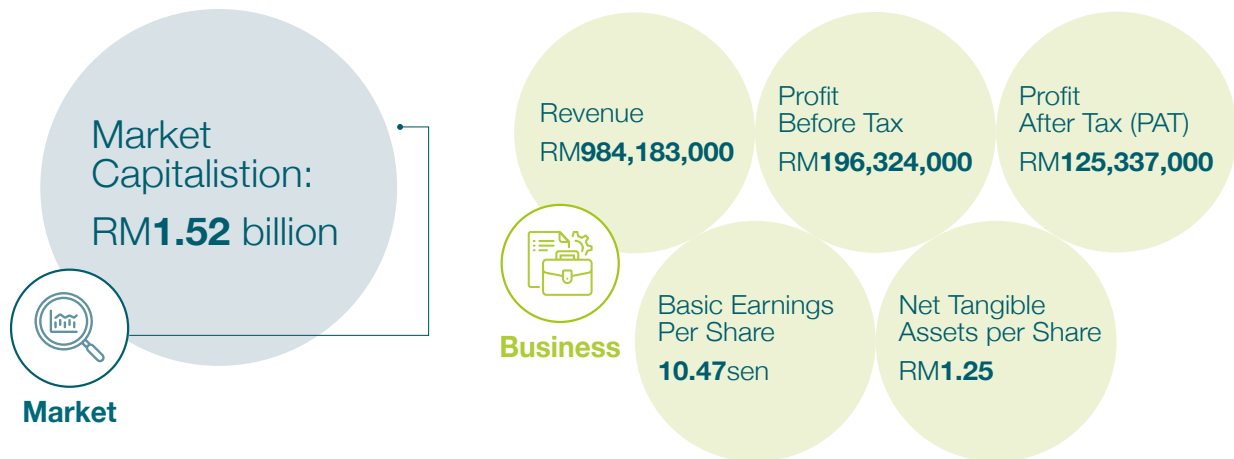 Market
Capitalistion:
RM1.52 billion
Market
Revenue
RM984,183,000
Profit
Before Tax
RM196,324,000
Profit
After Tax (PAT)
RM125,337,000
Business
Basic Earnings
Per Share
10.47sen
Net Tangible
Assets per Share
RM1.25